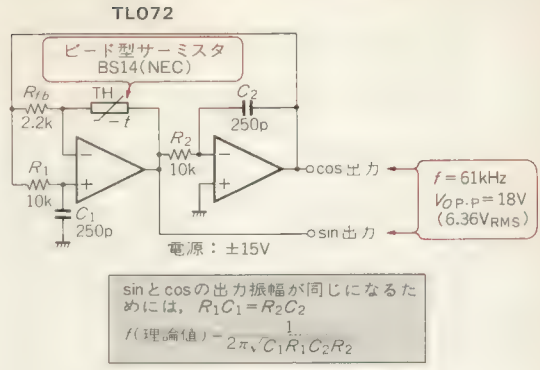 TL072
ビード型サーミスタ
BS14(NEC)
Rfb
2.2k
TH
-t
C2
250p
R2
10k
R1
10k
C1
250p
−
+
−
+
cos出力
sin出力
電源：±15V
f=61kHz
VOP.P=18V
(6.36VRMS)
sinとcosの出力振幅が同じになるた
めには，R1C1=R2C2
f(理論値)=1/2π√C1R1C2R2